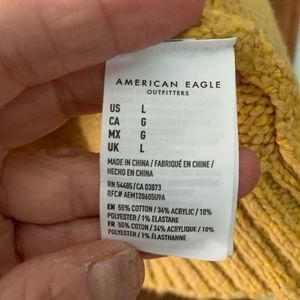 AMERICAN EAGLE
OUTFITTERS
US L
CA G
MX G
UK L
MADE IN CHINA / FABRIQUÉ EN CHINE /
HECHO EN CHINA
RN 54485/CA 03873
RFC# AEM120605U9A
EN 55% COTTON / 34% ACRYLIC / 10%
POLYESTER / 1% ELASTANE
FR 55% COTON / 34% ACRYLIQUE / 10%
POLYESTER / 1% ÉLASTHANNE